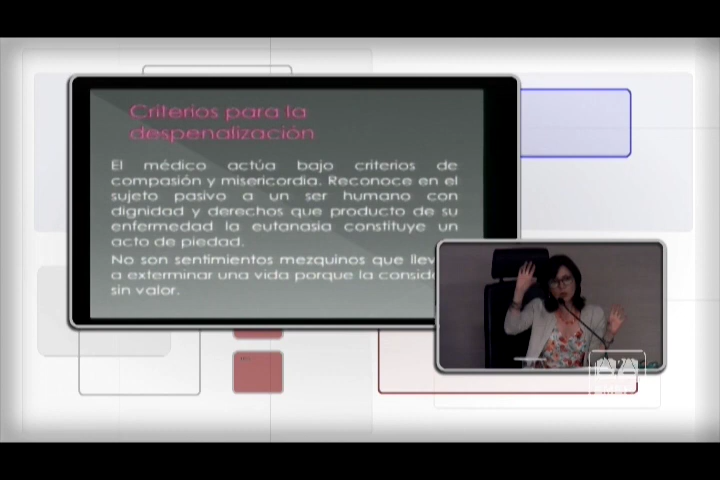 Criterios para la
despenalización
El médico actúa bajo criterios de
compasión y misericordia. Reconoce en el
sujeto pasivo a un ser humano con
dignidad y derechos que producto de su
enfermedad la eutanasia constituye un
acto de piedad.
No son sentimientos mezquinos que llev
a exterminar una vida porque la conside
sin valor.